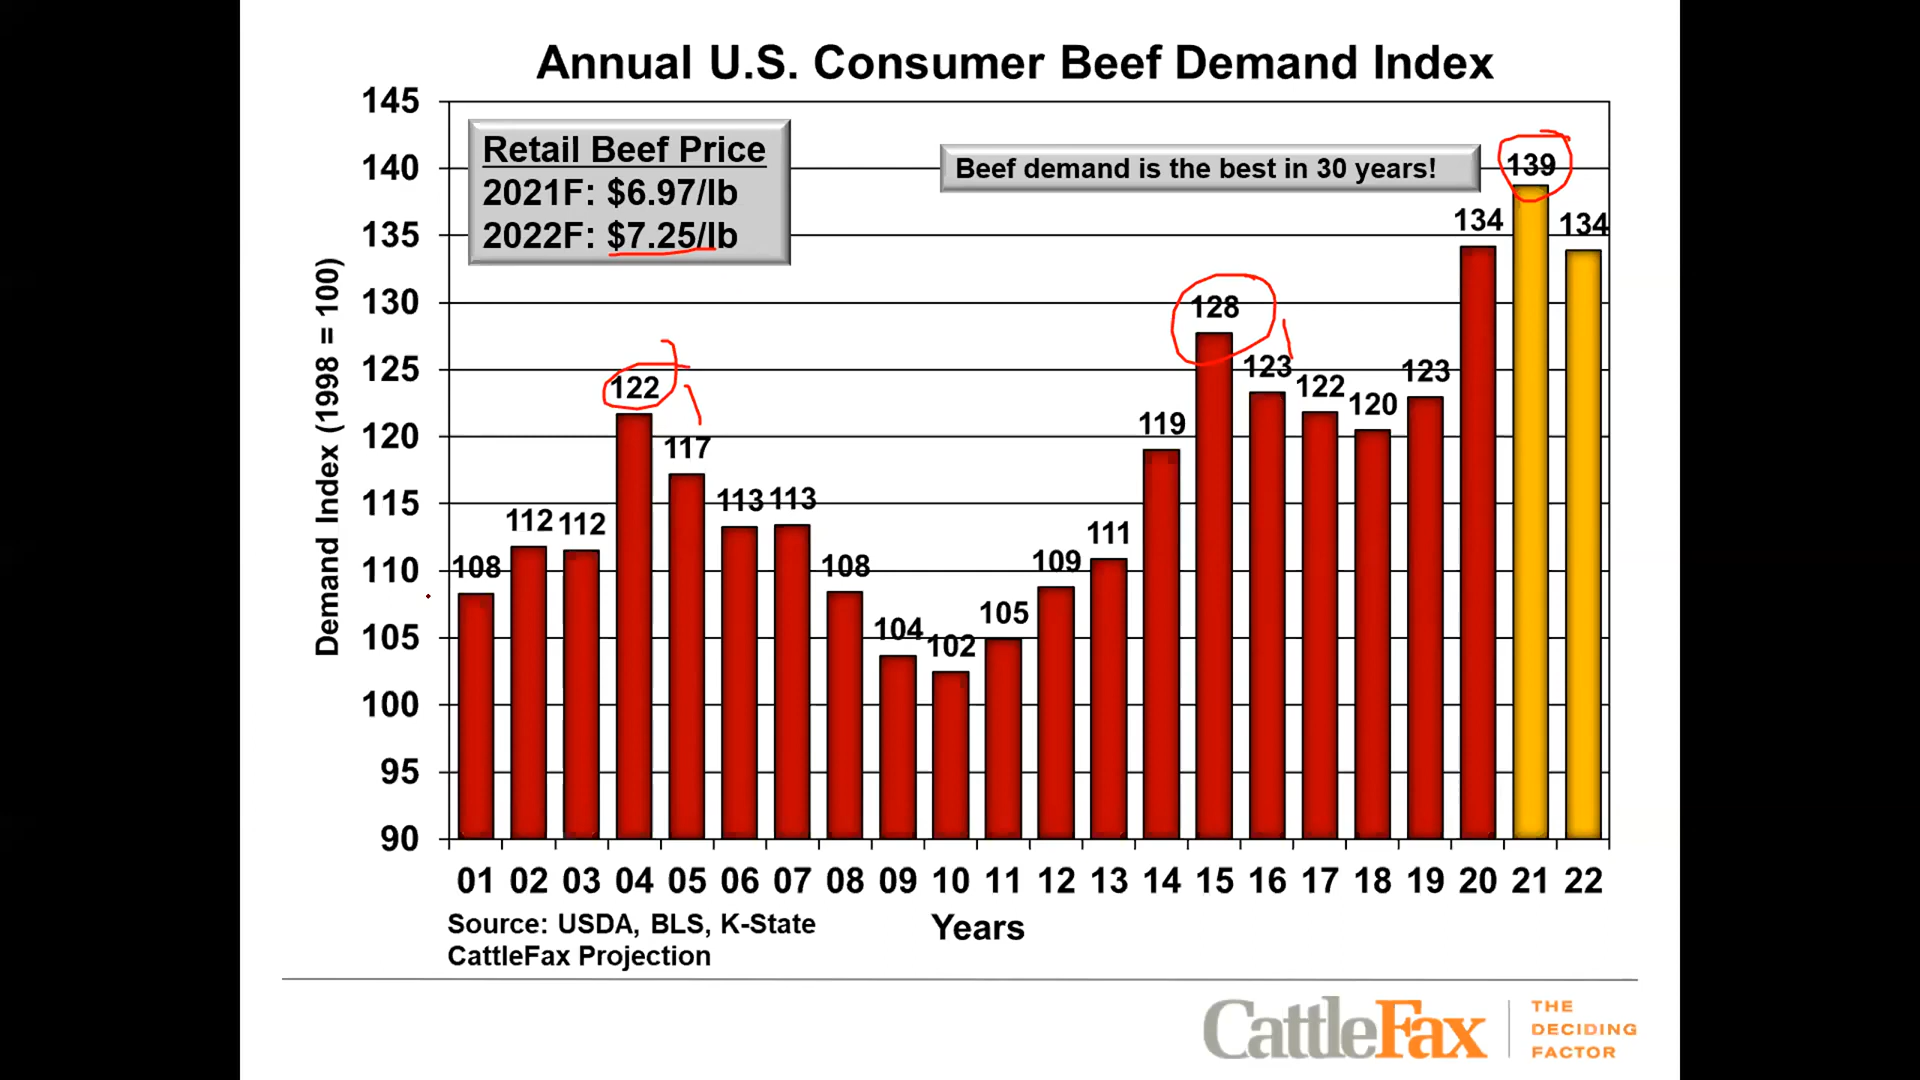 Annual U.S. Consumer Beef Demand Index
145
140
135
130
125
120
115
110
105
100
95
90
Demand Index (1998 = 100)
Retail Beef Price
2021F: $6.97/lb
2022F: $7.25/lb
Beef demand is the best in 30 years!
108
112
112
122
117
113
113
108
104
102
105
109
111
119
128
123
122
120
123
134
139
134
01 02 03 04 05 06 07 08 09 10 11 12 13 14 15 16 17 18 19 20 21 22
Years
Source: USDA, BLS, K-State
CattleFax Projection
CattleFax
THE
DECIDING
FACTOR